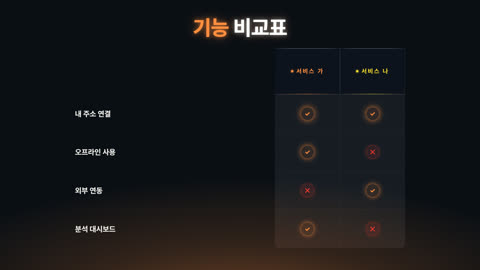 기능 비교표
서비스 가
서비스 나
내 주소 연결
오프라인 사용
외부 연동
분석 대시보드